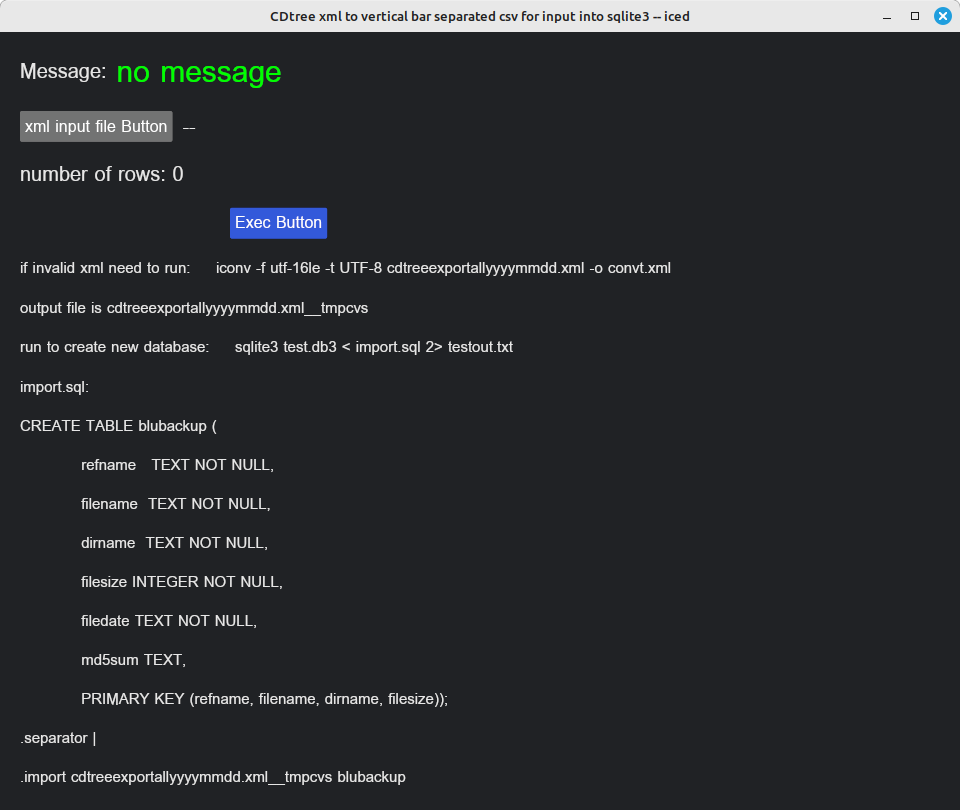 CDtree xml to vertical bar separated csv for input into sqlite3 -- iced
Message: no message
xml input file Button --
number of rows: 0
Exec Button
if invalid xml need to run: iconv -f utf-16le -t UTF-8 cdtreeexportallyyyymmdd.xml -o convt.xml
output file is cdtreeexportallyyyymmdd.xml__tmpcvs
run to create new database: sqlite3 test.db3 < import.sql 2> testout.txt
import.sql:
CREATE TABLE blubackup (
refname TEXT NOT NULL,
filename TEXT NOT NULL,
dirname TEXT NOT NULL,
filesize INTEGER NOT NULL,
filedate TEXT NOT NULL,
md5sum TEXT,
PRIMARY KEY (refname, filename, dirname, filesize));
.separator |
.import cdtreeexportallyyyymmdd.xml__tmpcvs blubackup